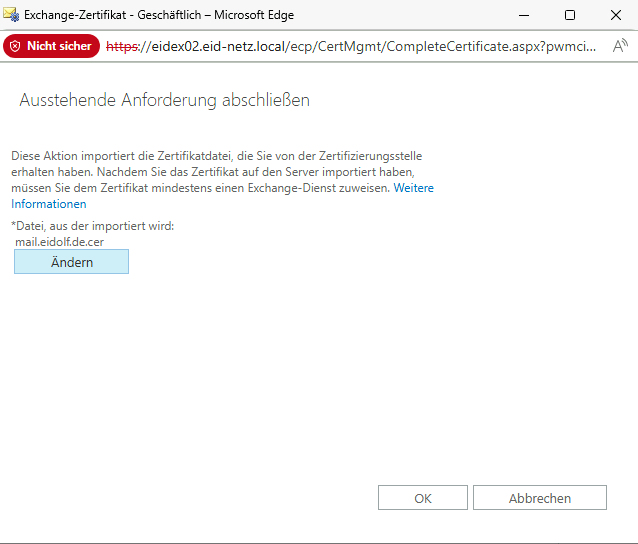 Exchange-Zertifikat - Geschäftlich – Microsoft Edge
Nicht sicher https://eidex02.eid-netz.local/ecp/CertMgmt/CompleteCertificate.aspx?pwmci...
Ausstehende Anforderung abschließen
Diese Aktion importiert die Zertifikatdatei, die Sie von der Zertifizierungsstelle
erhalten haben. Nachdem Sie das Zertifikat auf den Server importiert haben,
müssen Sie dem Zertifikat mindestens einen Exchange-Dienst zuweisen. Weitere
Informationen
*Datei, aus der importiert wird:
mail.eidolf.de.cer
Ändern
OK Abbrechen